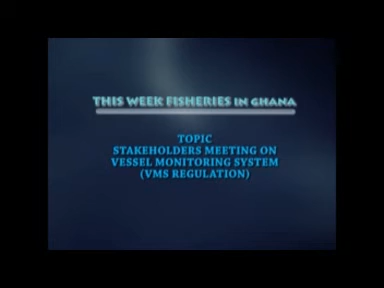 THIS WEEK FISHERIES IN GHANA
TOPIC
STAKEHOLDERS MEETING ON
VESSEL MONITORING SYSTEM
(VMS REGULATION)